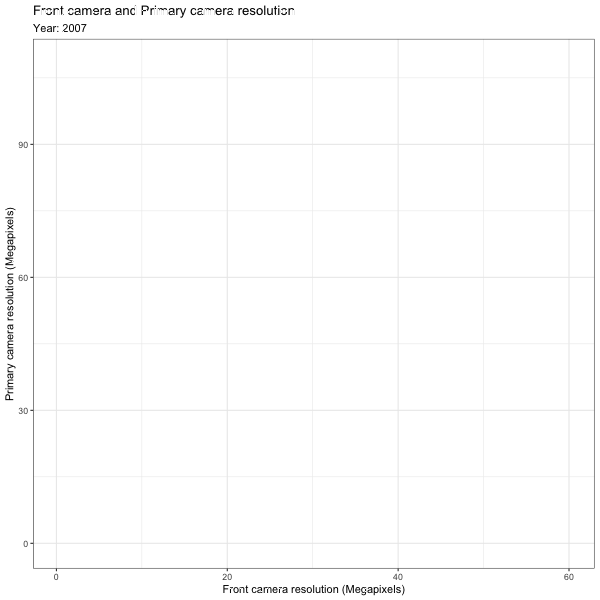 Front camera and Primary camera resolution
Year: 2007
90
60
30
0
Primary camera resolution (Megapixels)
0 20 40 60
Front camera resolution (Megapixels)